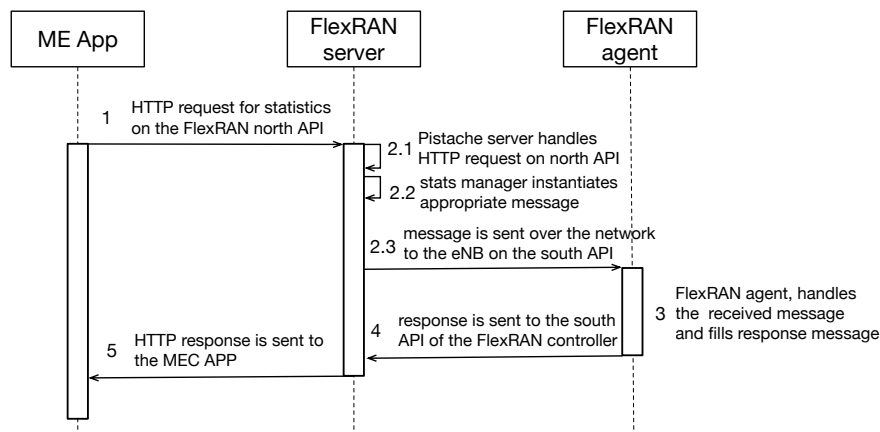 ME App
FlexRAN
server
FlexRAN
agent
1
HTTP request for statistics
on the FlexRAN north API
2.1
Pistache server handles
HTTP request on north API
2.2
stats manager instantiates
appropriate message
2.3
message is sent over the network
to the eNB on the south API
3
FlexRAN agent, handles
the received message
and fills response message
4
response is sent to the south
API of the FlexRAN controller
5
HTTP response is sent to
the MEC APP